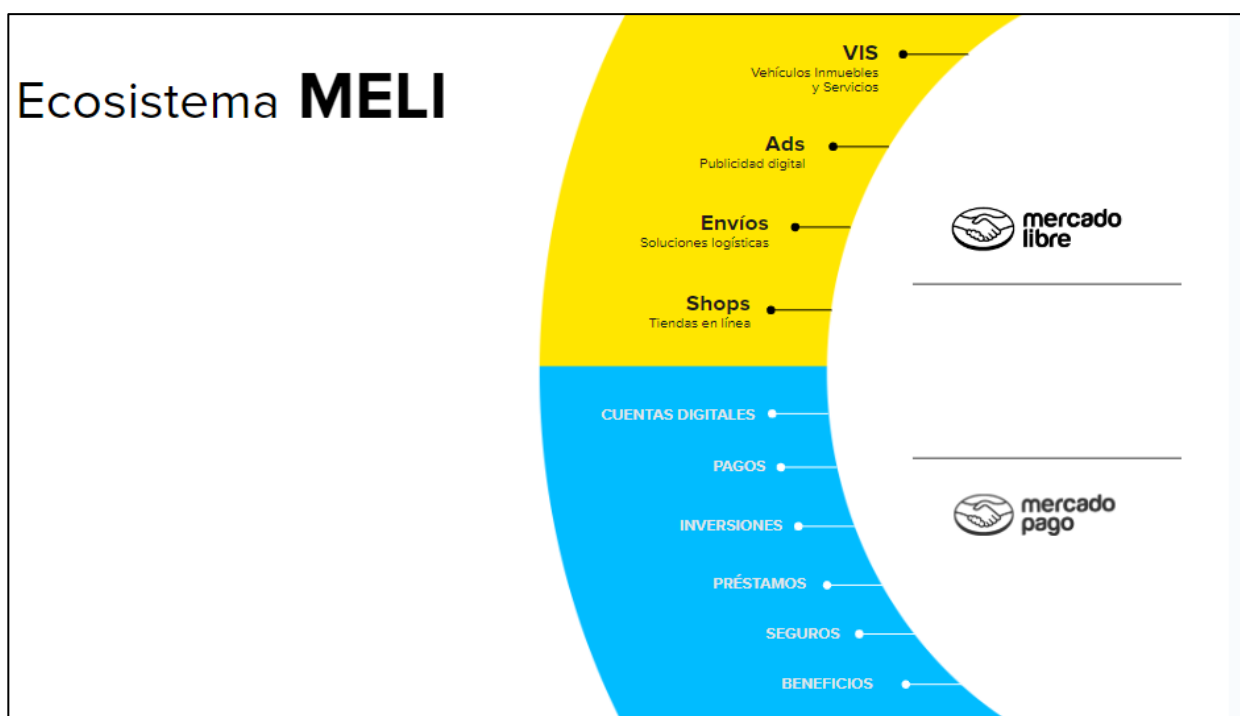 Ecosistema MELI
VIS
Vehículos Inmuebles
y Servicios
Ads
Publicidad digital
Envíos
Soluciones logísticas
Shops
Tiendas en línea
CUENTAS DIGITALES
PAGOS
INVERSIONES
PRÉSTAMOS
SEGUROS
BENEFICIOS
mercado
libre
mercado
pago